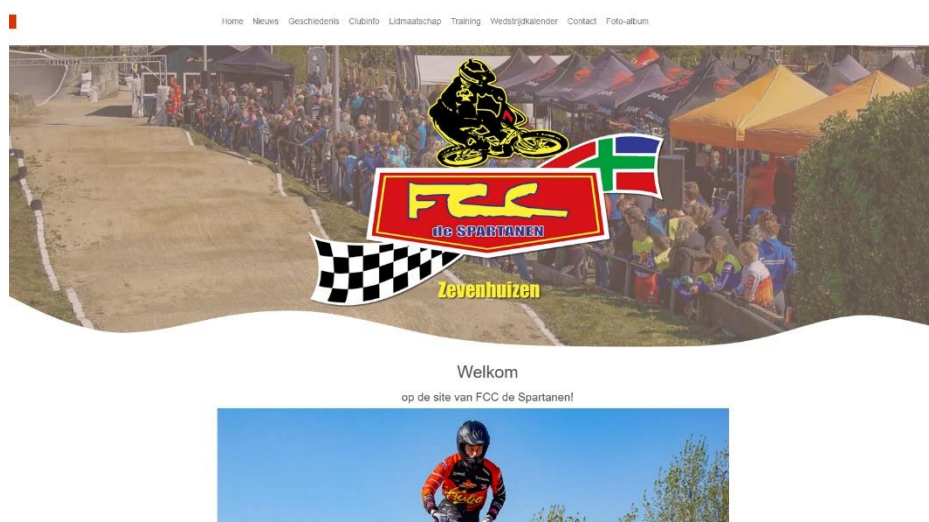 Home Nieuws Geschiedenis Clubinfo Lidmaatschap Training Wedstrijdkalender Contact Foto-album
FINISH
FCC
de SPARTANEN
Zevenhuizen
Welkom
op de site van FCC de Spartanen!